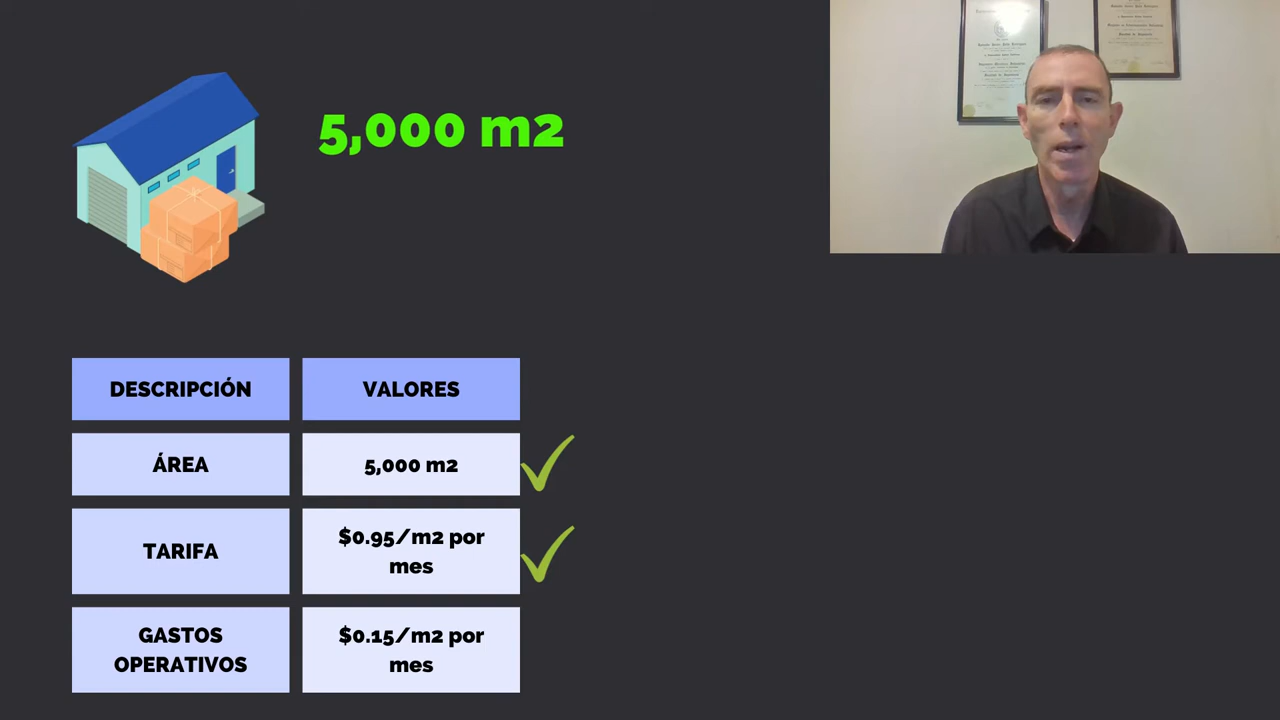 5,000 m2
DESCRIPCIÓN
VALORES
ÁREA
5,000 m2
TARIFA
$0.95/m2 por
mes
GASTOS
OPERATIVOS
$0.15/m2 por
mes